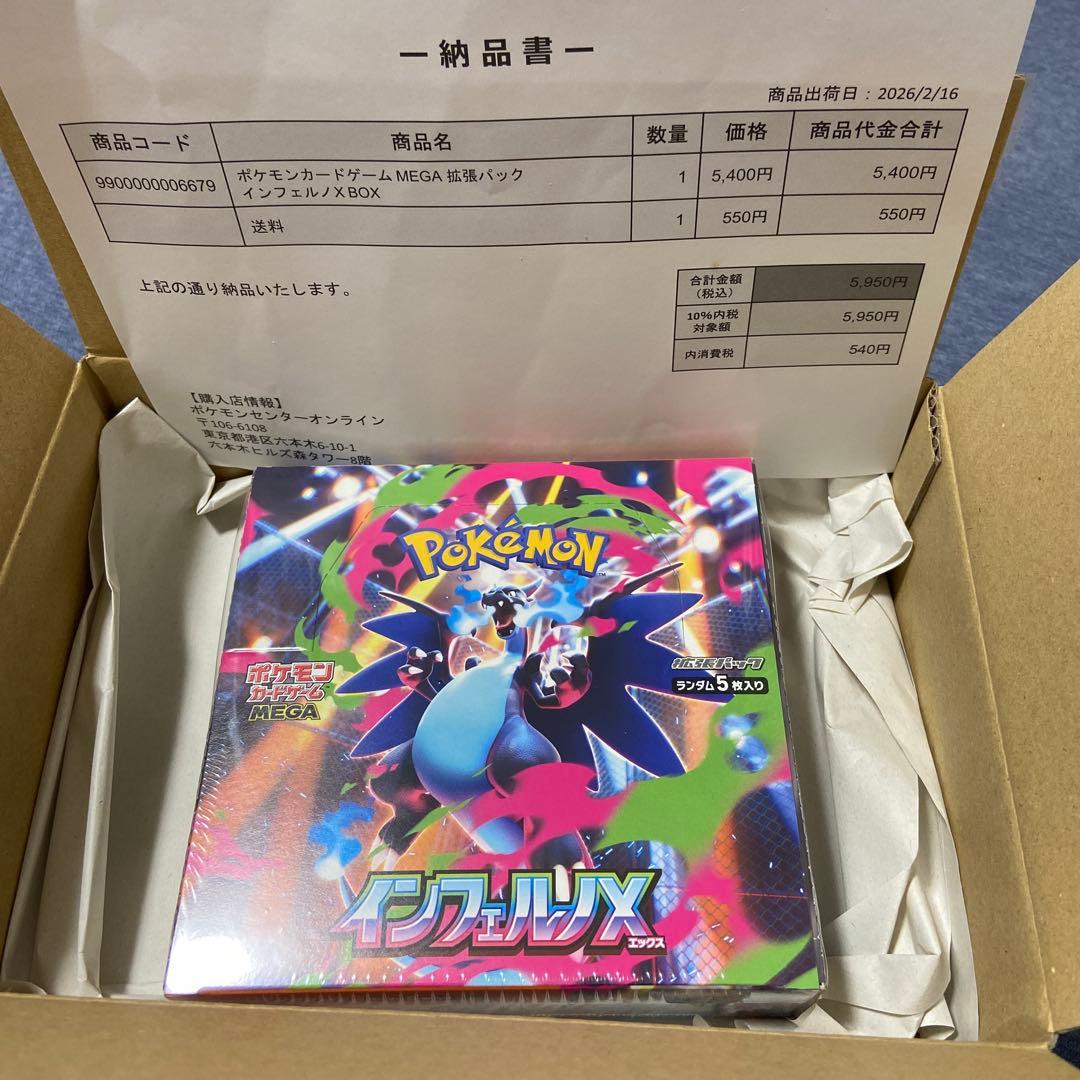 ー納品書ー
商品出荷日：2026/2/16
商品コード 商品名 数量 価格 商品代金合計
9900000006679 ポケモンカードゲーム MEGA 拡張パック
インフェルノX BOX 1 5,400円 5,400円
送料 1 550円 550円
上記の通り納品いたします。
合計金額
（税込） 5,950円
10%内税
対象額 5,950円
内消費税 540円
【購入店情報】
ポケモンセンターオンライン
〒106-6108
東京都港区六本木6-10-1
六本木ヒルズ森タワー8階
POKéMON
TM
ポケモン
カードゲーム
MEGA
拡張パック
ランダム5枚入り
インフェルノX
エックス